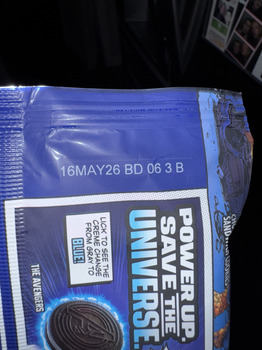 16MAY26 BD 06 3 B
POWER UP.
SAVE THE
UNIVERSE.
LICK TO SEE THE
CREME CHANGE
FROM GRAY TO
BLUE!
THE AVENGERS